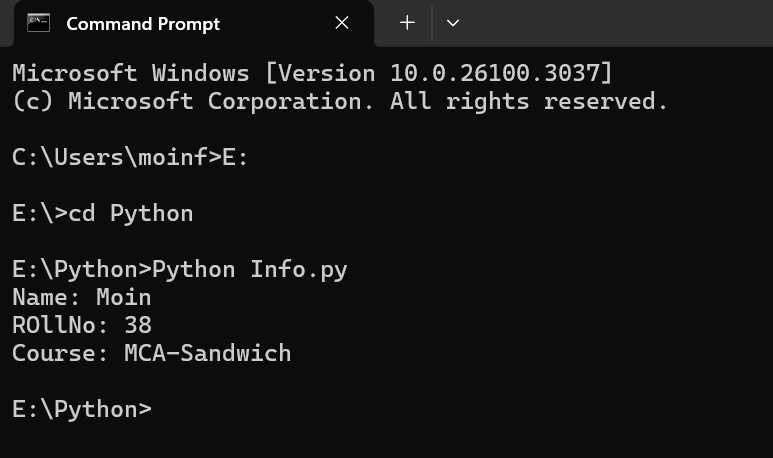 Command Prompt
Microsoft Windows [Version 10.0.26100.3037]
(c) Microsoft Corporation. All rights reserved.
C:\Users\moinf>E:
E:\>cd Python
E:\Python>Python Info.py
Name: Moin
ROllNo: 38
Course: MCA-Sandwich
E:\Python>